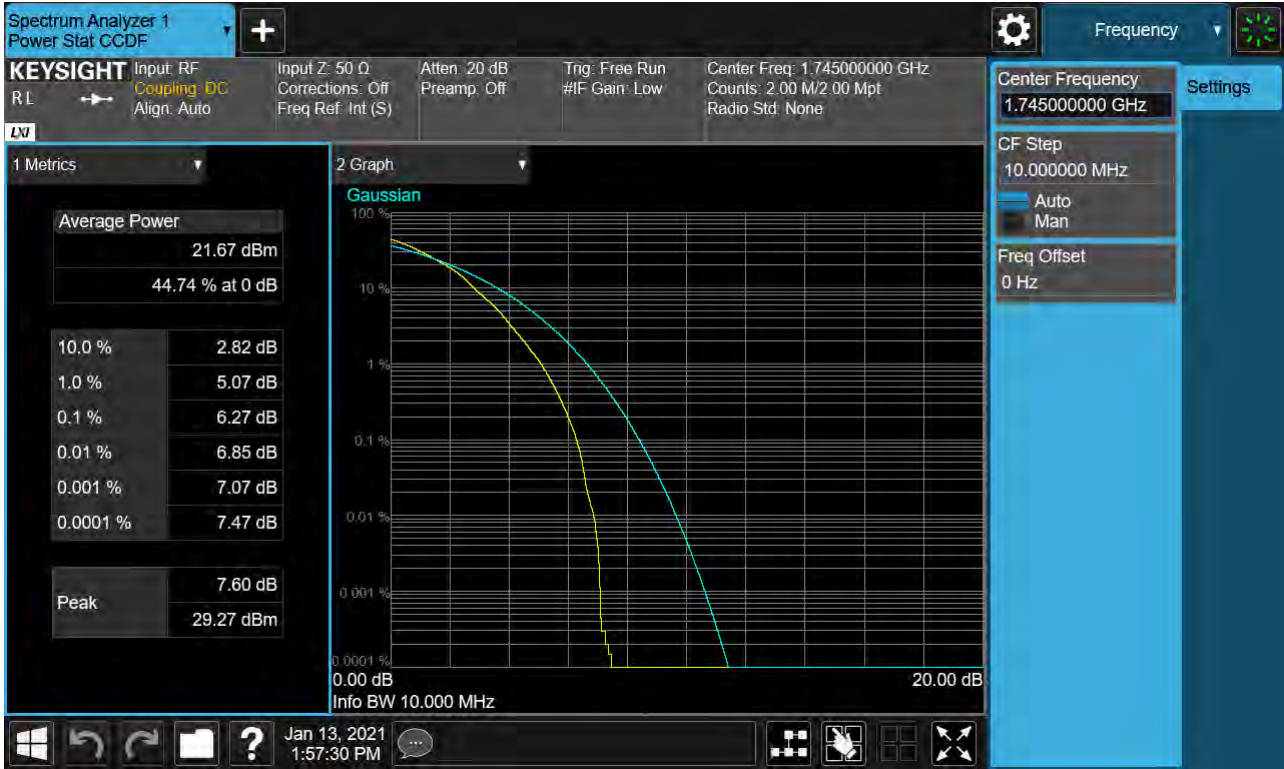 Spectrum Analyzer 1
Power Stat CCDF
Frequency
KEYSIGHT
R L
LXI
Input: RF
Coupling: DC
Align: Auto
Input Z: 50 Ω
Corrections: Off
Freq Ref: Int (S)
Atten: 20 dB
Preamp: Off
Trig: Free Run
#IF Gain: Low
Center Freq: 1.745000000 GHz
Counts: 2.00 M/2.00 Mpt
Radio Std: None
Center Frequency
1.745000000 GHz
Settings
CF Step
10.000000 MHz
Auto
Man
Freq Offset
0 Hz
1 Metrics
Average Power
21.67 dBm
44.74 % at 0 dB
10.0 % 2.82 dB
1.0 % 5.07 dB
0.1 % 6.27 dB
0.01 % 6.85 dB
0.001 % 7.07 dB
0.0001 % 7.47 dB
Peak
7.60 dB
29.27 dBm
2 Graph
Gaussian
100 %
10 %
1 %
0.1 %
0.01 %
0.001 %
0.0001 %
0.00 dB
20.00 dB
Info BW 10.000 MHz
?
Jan 13, 2021
1:57:30 PM